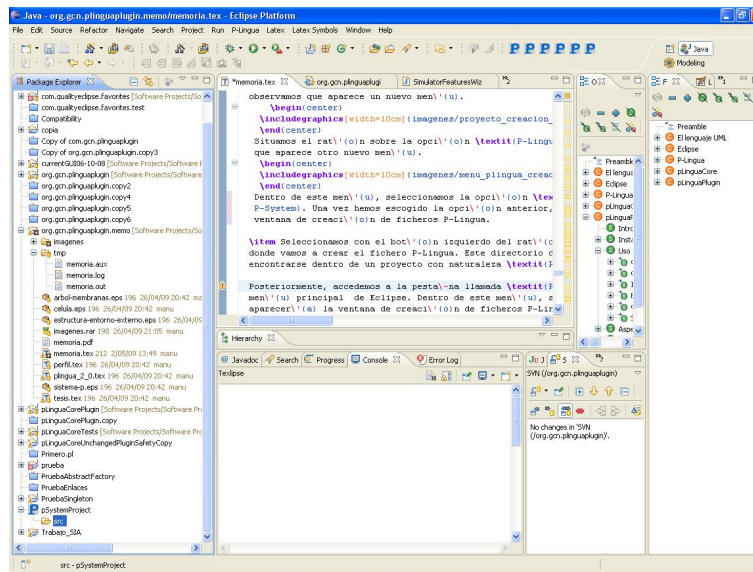 Java - org.gcn.plinguaplugin.memo/memoria.tex - Eclipse Platform
File Edit Source Refactor Navigate Search Project Run P-Lingua Latex Latex Symbols Window Help
Java
Modeling
Package Explorer
com.qualityeclipse.favorites [Software Projects/So
com.qualityeclipse.favorites.test
Compatibility
copia
Copy of com.gcn.plinguaplugin
Copy of org.gcn.plinguaplugin.copy3
currentGUI06-10-08 [Software Projects/Software F
org.gcn.plinguaplugin [Software Projects/Software
org.gcn.plinguaplugin.copy2
org.gcn.plinguaplugin.copy4
org.gcn.plinguaplugin.copy5
org.gcn.plinguaplugin.copy6
org.gcn.plinguaplugin.memo [Software Projects/So
imagenes
tmp
memoria.aux
memoria.log
memoria.out
arbol-membranas.eps 196 26/04/09 20:42 ma
celula.eps 196 26/04/09 20:42 manu
estructura-entorno-externo.eps 196 26/04/09
imagenes.rar 198 26/04/09 21:05 manu
memoria.pdf
memoria.tex 212 2/05/09 13:49 manu
perfil.tex 196 26/04/09 20:42 manu
plingua_2_0.tex 196 26/04/09 20:42 manu
sistema-p.eps 196 26/04/09 20:42 manu
tesis.tex 196 26/04/09 20:42 manu
pLinguaCorePlugin [Software Projects/Software Pr
pLinguaCorePlugin.copy
pLinguaCoreTests [Software Projects/Software Pro
pLinguaCoreUnchangedPluginSafetyCopy
Primero.pl
prueba
PruebaAbstractFactory
PruebaEnlaces
PruebaSingleton
pSystemProject
src
Trabajo_SIA
*memoria.tex
org.gcn.plinguaplugi
SimulatorFeaturesWiz
observamos que aparece un nuevo men\'(u).
\begin(center)
\includegraphics[width=10cm](imagenes/proyecto_creacion_
\end(center)
Situamos el rat\'(o)n sobre la opci\'(o)n \textit(P-Lingu
que aparece otro nuevo men\'(u).
\begin(center)
\includegraphics[width=10cm](imagenes/menu_plingua_creac
\end(center)
Dentro de este men\'(u), seleccionamos la opci\'(o)n \tex
P-System). Una vez hemos escogido la opci\'(o)n anterior,
ventana de creaci\'(o)n de ficheros P-Lingua.
\item Seleccionamos con el bot\'(o)n izquierdo del rat\'(o
donde vamos a crear el fichero P-Lingua. Este directorio d
encontrarse dentro de un proyecto con naturaleza \textit(P
Posteriormente, accedemos a la pesta\~na llamada \textit(P
men\'(u) principal de Eclipse. Dentro de este men\'(u), s
aparecer\'(a) la ventana de creaci\'(o)n de ficheros P-Lin
Hierarchy
Javadoc Search Progress Console Error Log
Texlipse
Preamble
El lengua
Eclipse
P-Lingua
pLingua
pLinguaP
Intro
Insta
Uso
Aspe
Preamble
El lenguaje UML
Eclipse
P-Lingua
pLinguaCore
pLinguaPlugin
SVN (/org.gcn.plinguaplugin)
No changes in 'SVN
(/org.gcn.plinguaplugin)'.
src - pSystemProject